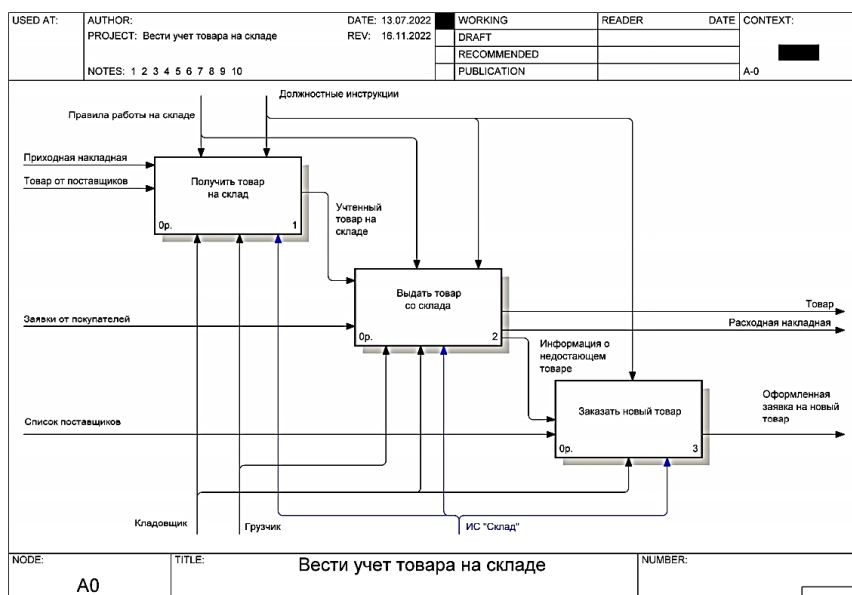 USED AT:
AUTHOR:
DATE: 13.07.2022
WORKING
READER
DATE
CONTEXT:
PROJECT: Вести учет товара на складе
REV: 16.11.2022
DRAFT
RECOMMENDED
NOTES: 1 2 3 4 5 6 7 8 9 10
PUBLICATION
A-0
Должностные инструкции
Правила работы на складе
Приходная накладная
Товар от поставщиков
Получить товар
на склад
0р.
1
Учтенный
товар на
складе
Выдать товар
со склада
0р.
2
Товар
Заявки от покупателей
Расходная накладная
Информация о
недостающем
товаре
Заказать новый товар
0р.
3
Оформленная
заявка на новый
товар
Список поставщиков
Кладовщик
Грузчик
ИС "Склад"
NODE:
TITLE:
NUMBER:
A0
Вести учет товара на складе